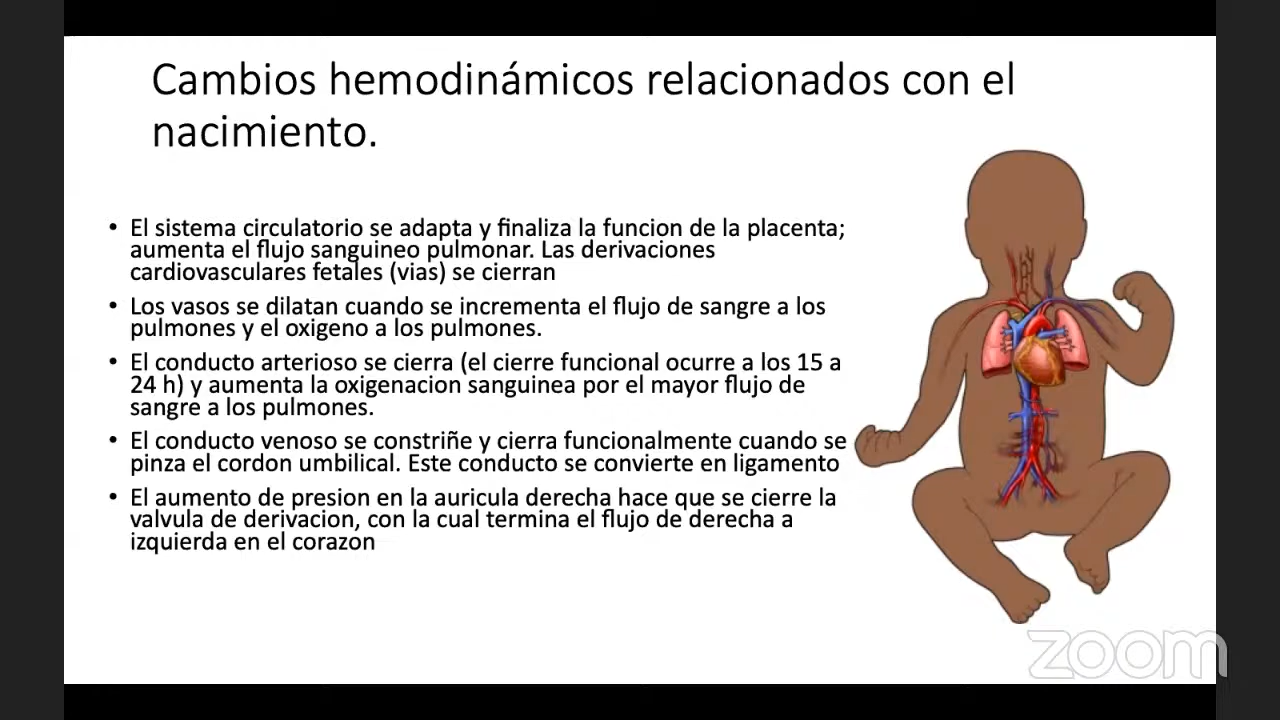 Cambios hemodinámicos relacionados con el
nacimiento.
• El sistema circulatorio se adapta y finaliza la funcion de la placenta;
aumenta el flujo sanguineo pulmonar. Las derivaciones
cardiovasculares fetales (vias) se cierran
• Los vasos se dilatan cuando se incrementa el flujo de sangre a los
pulmones y el oxigeno a los pulmones.
• El conducto arterioso se cierra (el cierre funcional ocurre a los 15 a
24 h) y aumenta la oxigenacion sanguinea por el mayor flujo de
sangre a los pulmones.
• El conducto venoso se constriñe y cierra funcionalmente cuando se
pinza el cordon umbilical. Este conducto se convierte en ligamento
• El aumento de presion en la auricula derecha hace que se cierre la
valvula de derivacion, con la cual termina el flujo de derecha a
izquierda en el corazon
zoom